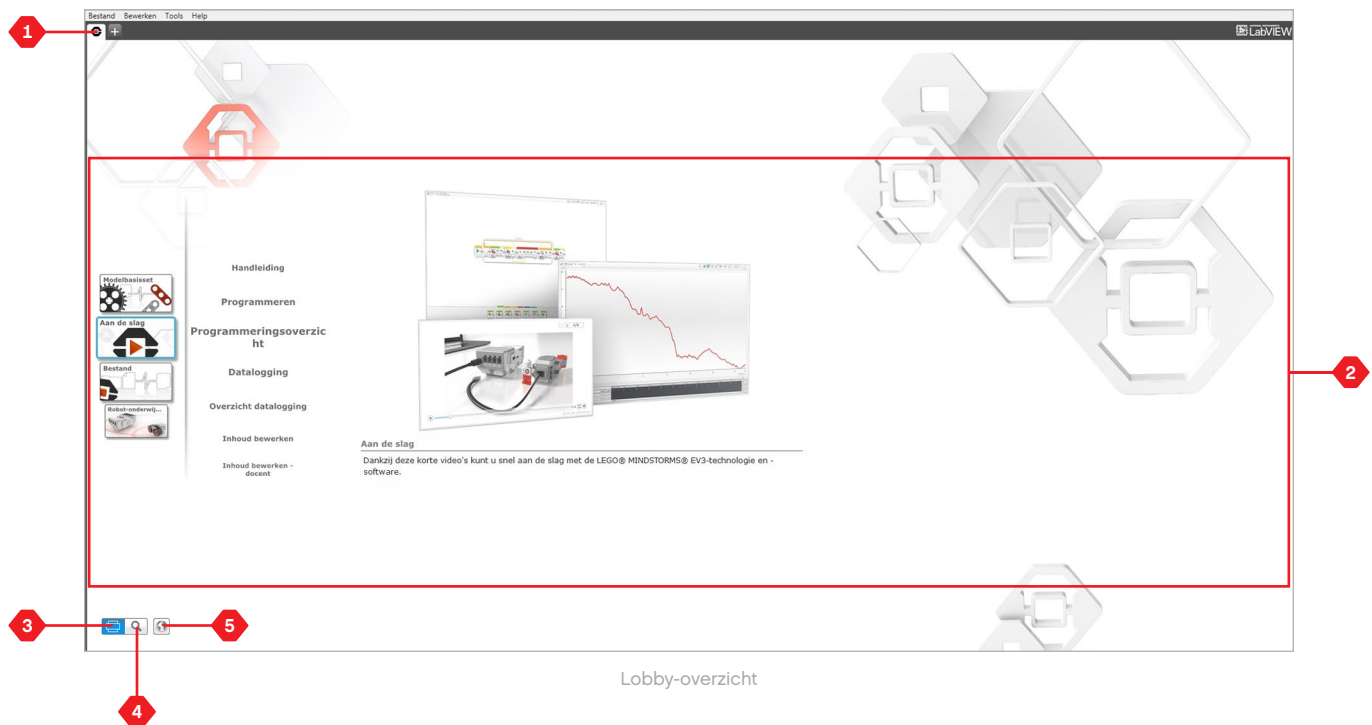 Bestand Bewerken Tools Help
1
+
LabVIEW
Handleiding
Modelbasisset
Programmeren
Aan de slag
Programmeringsoverzic
ht
Bestand
Datalogging
Robot-onderwij...
Overzicht datalogging
Inhoud bewerken
Inhoud bewerken -
docent
Aan de slag
Dankzij deze korte video's kunt u snel aan de slag met de LEGO® MINDSTORMS® EV3-technologie en -
software.
2
3
5
4
Lobby-overzicht